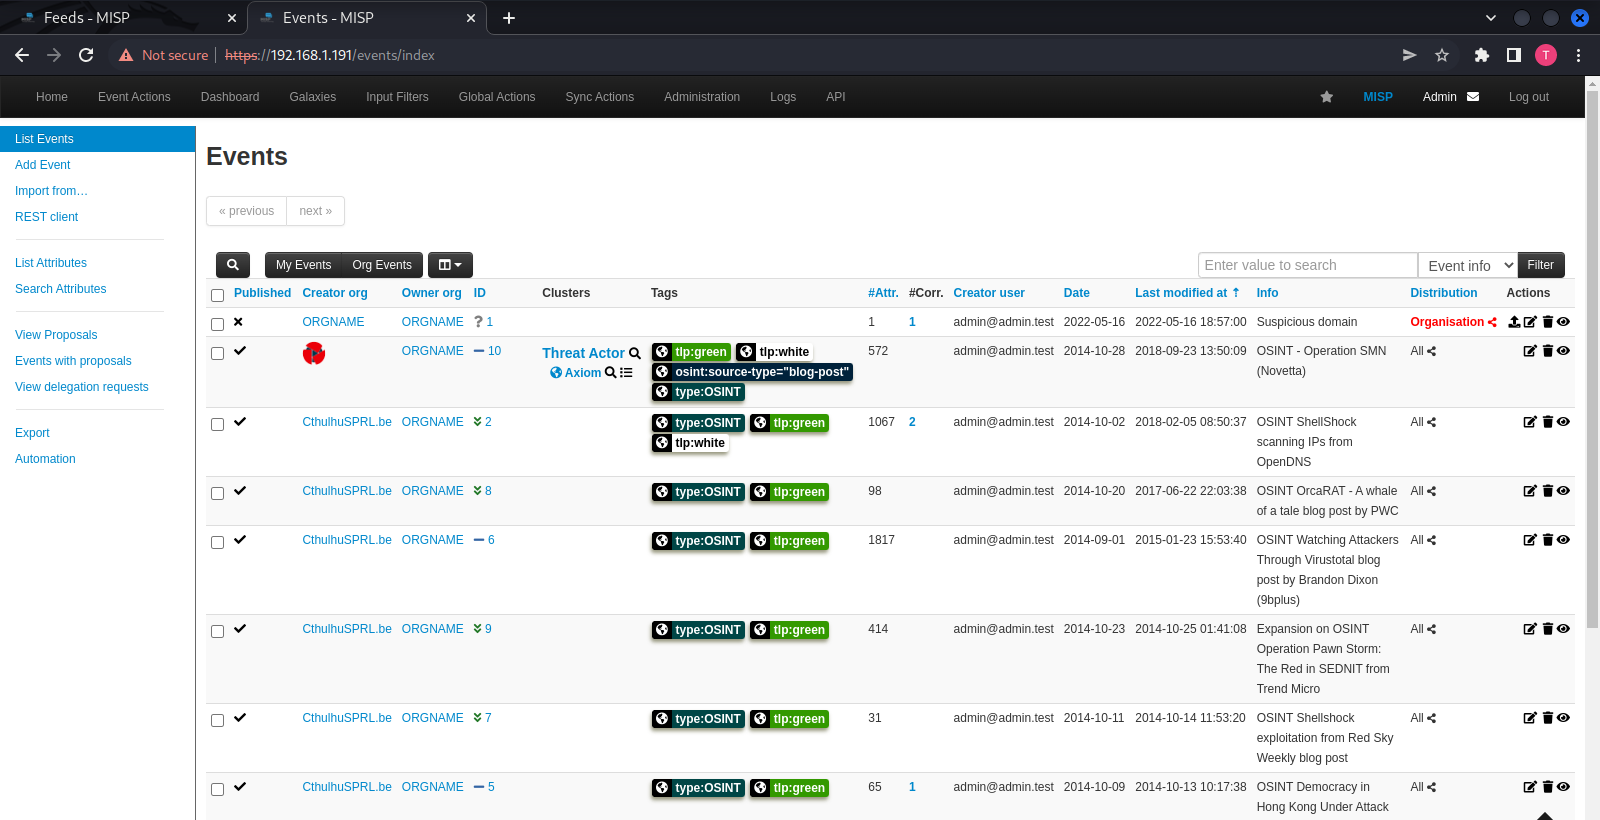 Feeds - MISP
Events - MISP
Not secure https://192.168.1.191/events/index
T
Home Event Actions Dashboard Galaxies Input Filters Global Actions Sync Actions Administration Logs API MISP Admin Log out
List Events
Add Event
Import from…
REST client
List Attributes
Search Attributes
View Proposals
Events with proposals
View delegation requests
Export
Automation
Events
« previous next »
My Events Org Events Enter value to search Event info Filter
Published Creator org Owner org ID Clusters Tags #Attr. #Corr. Creator user Date Last modified at ↑ Info Distribution Actions
ORGNAME ORGNAME ? 1 1 1 admin@admin.test 2022-05-16 2022-05-16 18:57:00 Suspicious domain Organisation
ORGNAME 10 Threat Actor tlp:green tlp:white 572 admin@admin.test 2014-10-28 2018-09-23 13:50:09 OSINT - Operation SMN All
Axiom osint:source-type="blog-post" (Novetta)
type:OSINT
CthulhuSPRL.be ORGNAME 2 type:OSINT tlp:green 1067 2 admin@admin.test 2014-10-02 2018-02-05 08:50:37 OSINT ShellShock All
tlp:white scanning IPs from
OpenDNS
CthulhuSPRL.be ORGNAME 8 type:OSINT tlp:green 98 admin@admin.test 2014-10-20 2017-06-22 22:03:38 OSINT OrcaRAT - A whale All
of a tale blog post by PWC
CthulhuSPRL.be ORGNAME 6 type:OSINT tlp:green 1817 admin@admin.test 2014-09-01 2015-01-23 15:53:40 OSINT Watching Attackers All
Through Virustotal blog
post by Brandon Dixon
(9bplus)
CthulhuSPRL.be ORGNAME 9 type:OSINT tlp:green 414 admin@admin.test 2014-10-23 2014-10-25 01:41:08 Expansion on OSINT All
Operation Pawn Storm:
The Red in SEDNIT from
Trend Micro
CthulhuSPRL.be ORGNAME 7 type:OSINT tlp:green 31 admin@admin.test 2014-10-11 2014-10-14 11:53:20 OSINT Shellshock All
exploitation from Red Sky
Weekly blog post
CthulhuSPRL.be ORGNAME 5 type:OSINT tlp:green 65 1 admin@admin.test 2014-10-09 2014-10-13 10:17:38 OSINT Democracy in All
Hong Kong Under Attack